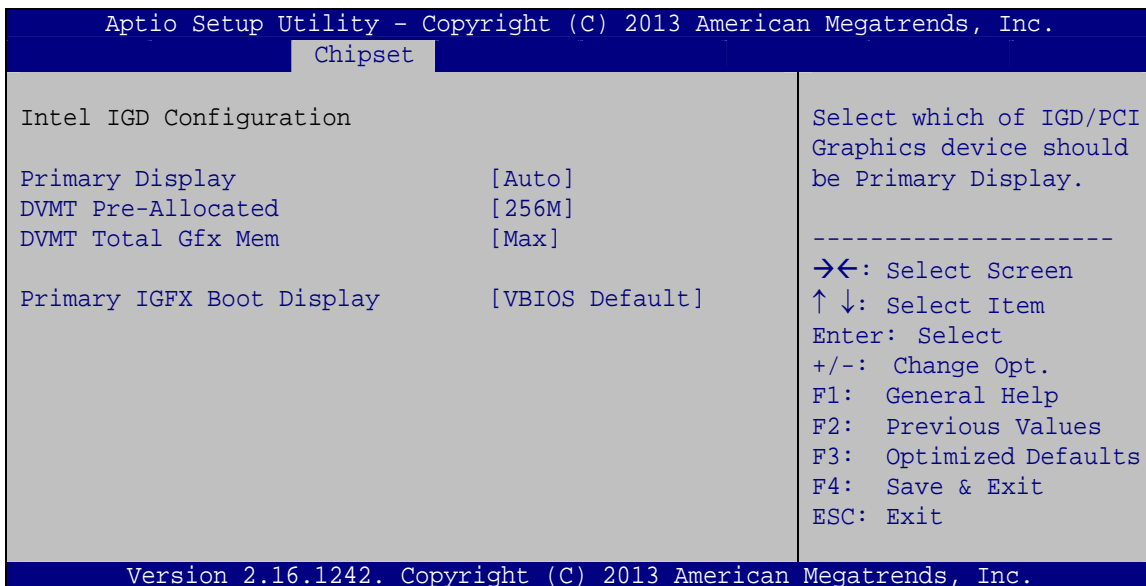 Aptio Setup Utility – Copyright (C) 2013 American Megatrends, Inc.
Chipset
Intel IGD Configuration
Primary Display [Auto]
DVMT Pre-Allocated [256M]
DVMT Total Gfx Mem [Max]
Primary IGFX Boot Display [VBIOS Default]
Select which of IGD/PCI
Graphics device should
be Primary Display.
---------------------
→←: Select Screen
↑ ↓: Select Item
Enter: Select
+/-: Change Opt.
F1: General Help
F2: Previous Values
F3: Optimized Defaults
F4: Save & Exit
ESC: Exit
Version 2.16.1242. Copyright (C) 2013 American Megatrends, Inc.